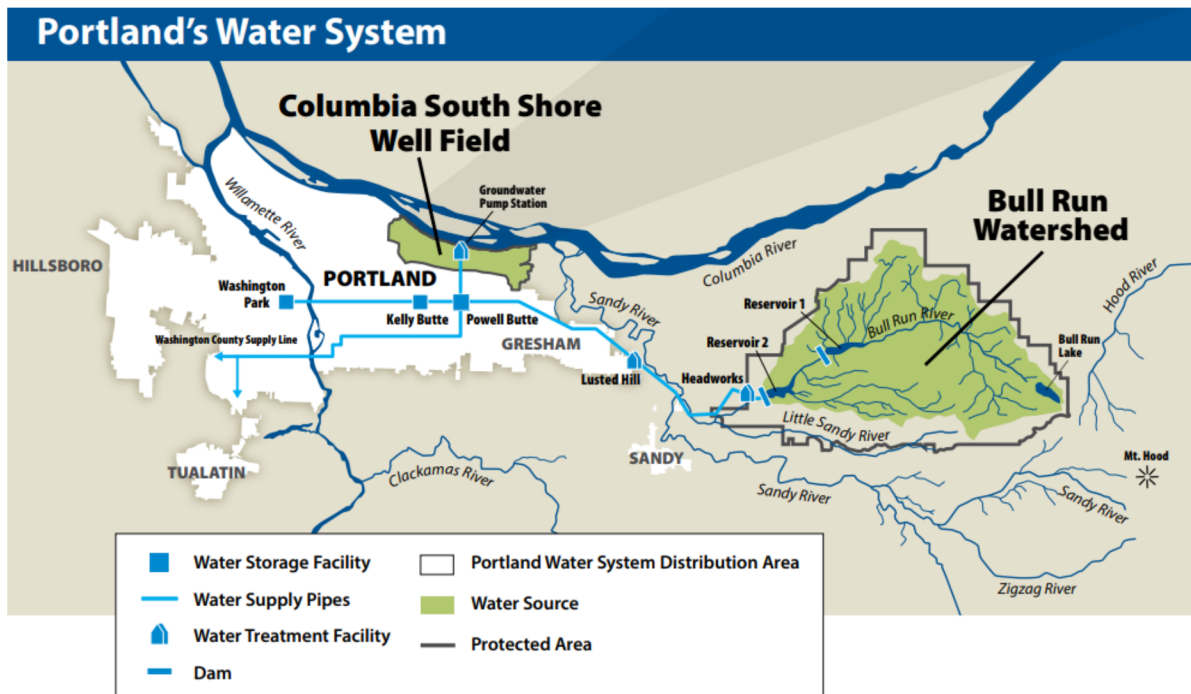 Portland's Water System
Columbia South Shore
Well Field
Groundwater
Pump Station
Willamette River
Bull Run
Watershed
HILLSBORO
Columbia River
Hood River
PORTLAND
Washington
Park
Kelly Butte
Powell Butte
Sandy River
Reservoir 1
Bull Run River
Washington County Supply Line
GRESHAM
Reservoir 2
Bull Run
Lake
Lusted Hill
Headworks
Little Sandy River
TUALATIN
Clackamas River
SANDY
Mt. Hood
Sandy River
Sandy River
Zigzag River
Water Storage Facility
Water Supply Pipes
Water Treatment Facility
Dam
Portland Water System Distribution Area
Water Source
Protected Area